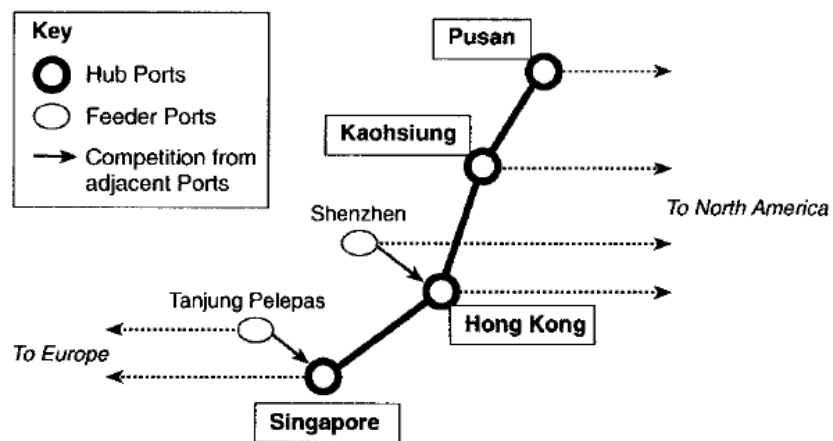 Key
Hub Ports
Feeder Ports
Competition from
adjacent Ports
Pusan
Kaohsiung
Shenzhen
To North America
Tanjung Pelepas
Hong Kong
To Europe
Singapore